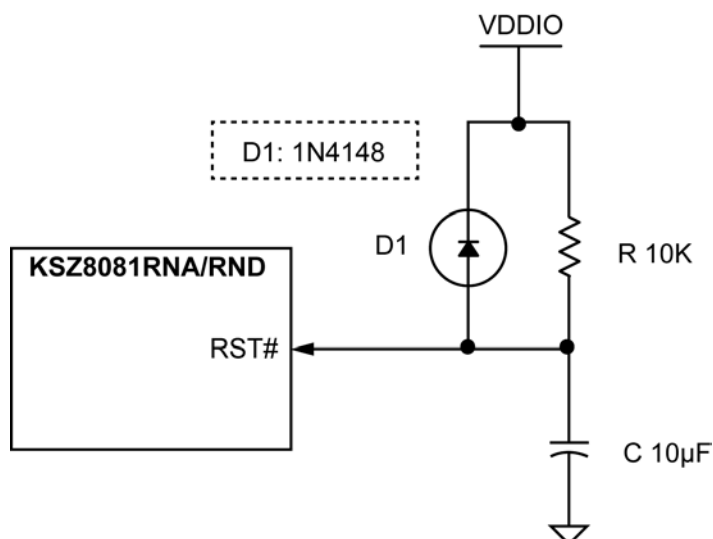 VDDIO
D1: 1N4148
D1
R 10K
KSZ8081RNA/RND
RST#
C 10µF